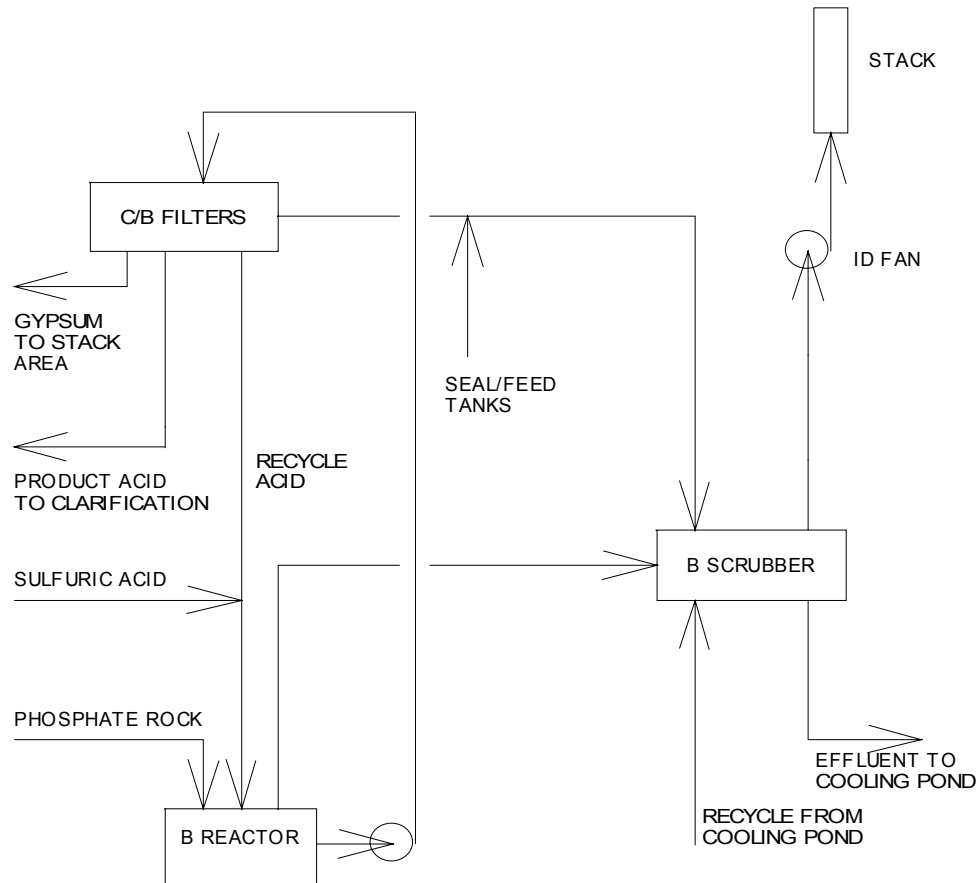 STACK
C/B FILTERS
ID FAN
GYPSUM
TO STACK
AREA
SEAL/FEED
TANKS
RECYCLE
ACID
PRODUCT ACID
TO CLARIFICATION
B SCRUBBER
SULFURIC ACID
PHOSPHATE ROCK
EFFLUENT TO
COOLING POND
B REACTOR
RECYCLE FROM
COOLING POND